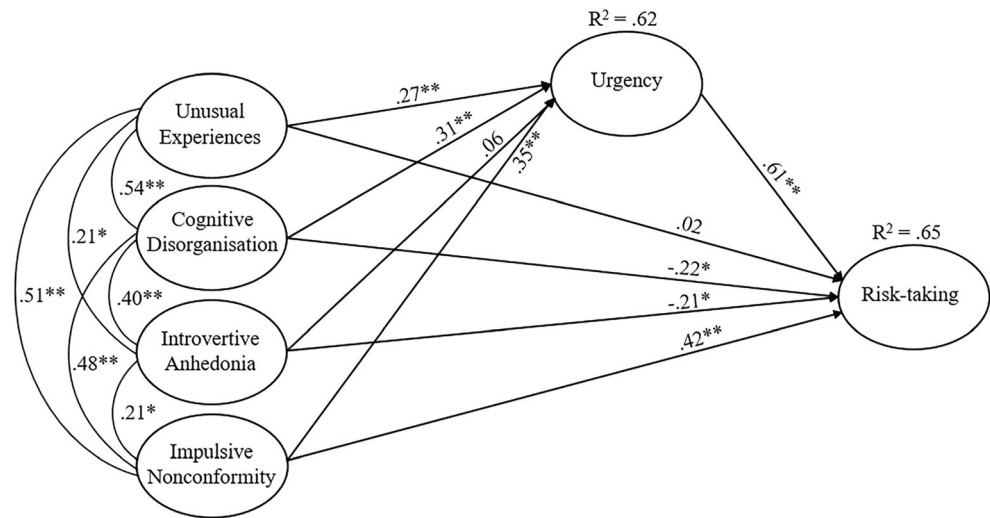 R² = .62
Urgency
Unusual
Experiences
.27**
.31**
.06
.35**
.61**
.54**
Cognitive
Disorganisation
.21*
.02
R² = .65
-.22*
Risk-taking
.51**
.40**
-.21*
Introvertive
Anhedonia
.42**
.48**
.21*
Impulsive
Nonconformity